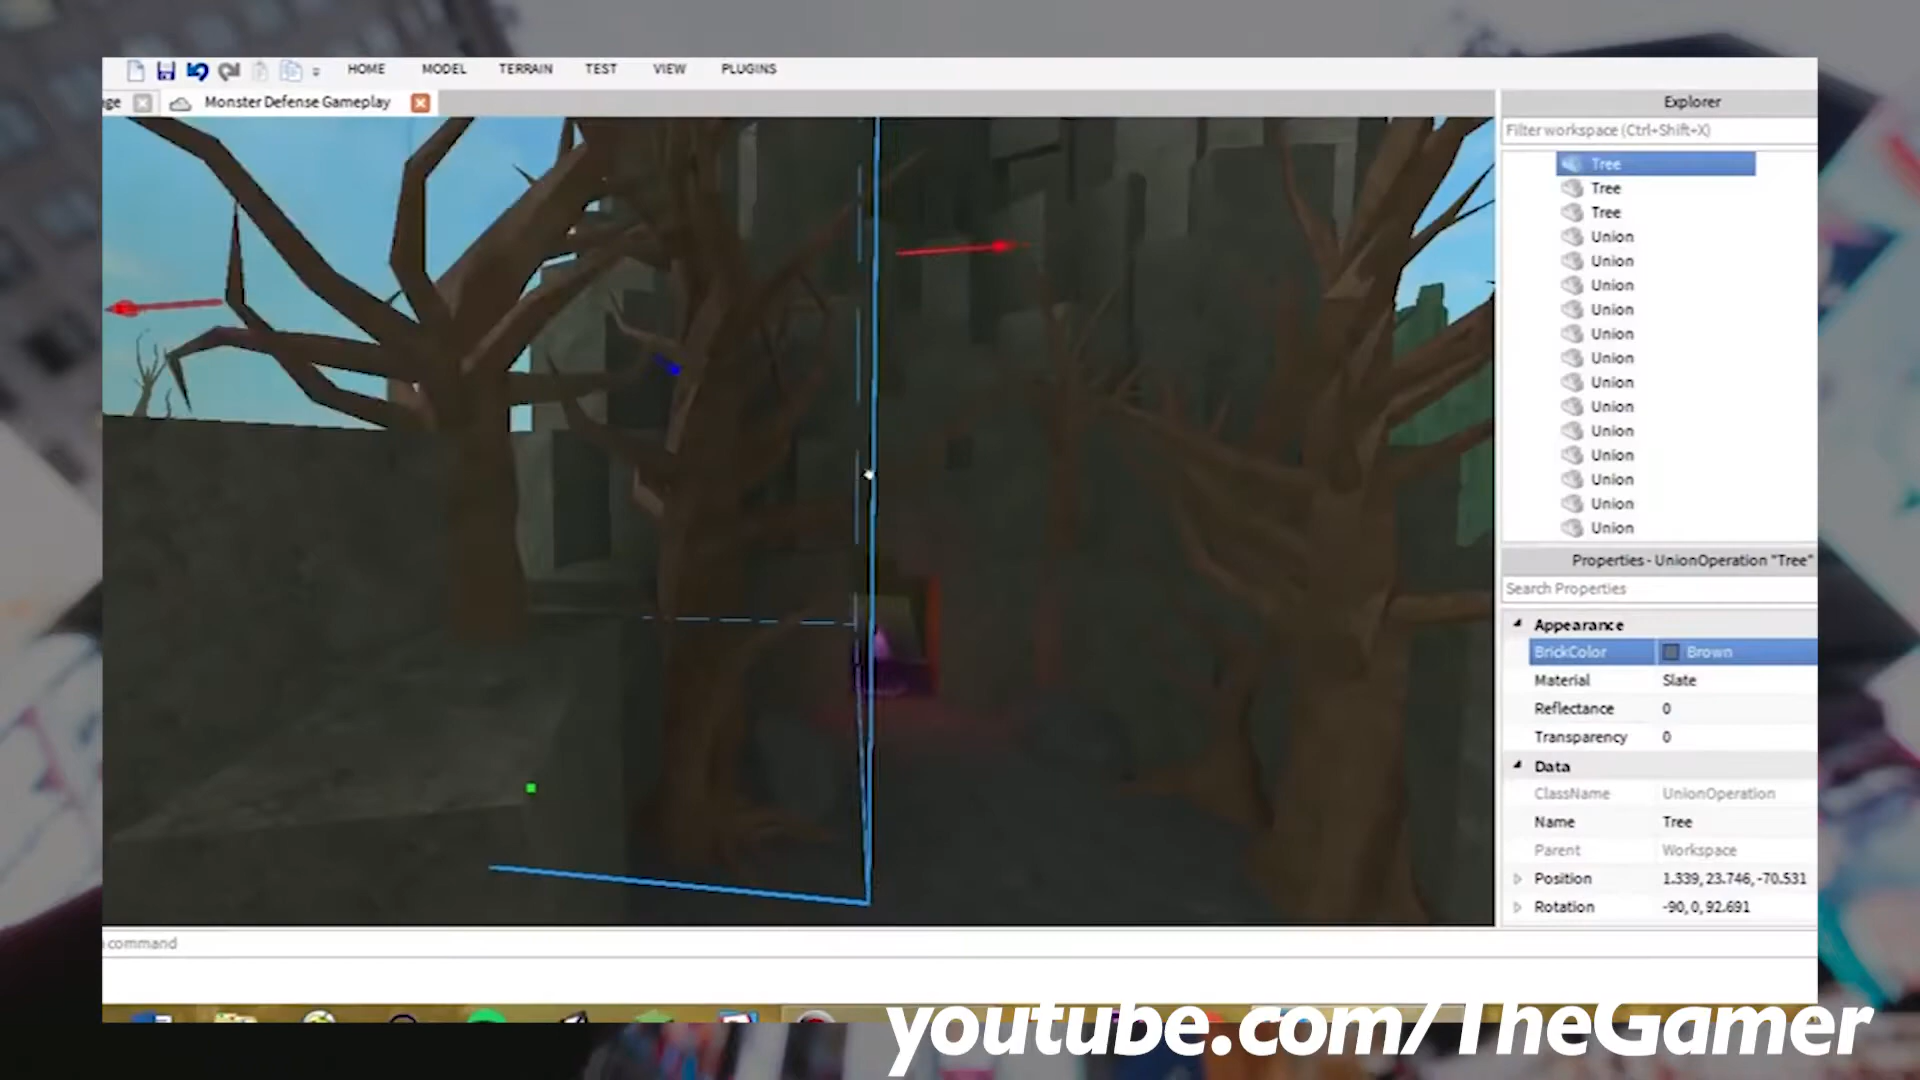 HOME MODEL TERRAIN TEST VIEW PLUGINS
ge Monster Defense Gameplay
Explorer
Filter workspace (Ctrl+Shift+X)
Tree
Tree
Tree
Union
Union
Union
Union
Union
Union
Union
Union
Union
Union
Union
Union
Union
Properties - UnionOperation "Tree"
Search Properties
Appearance
BrickColor Brown
Material Slate
Reflectance 0
Transparency 0
Data
ClassName UnionOperation
Name Tree
Parent Workspace
Position 1.339, 23.746, -70.531
Rotation -90, 0, 92.691
command
youtube.com/TheGamer